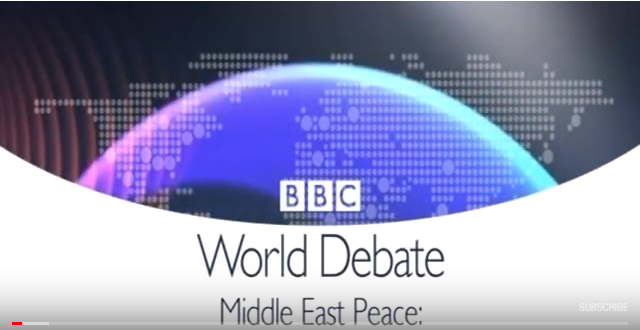 BBC
World Debate
Middle East Peace:
SUBSCRIBE